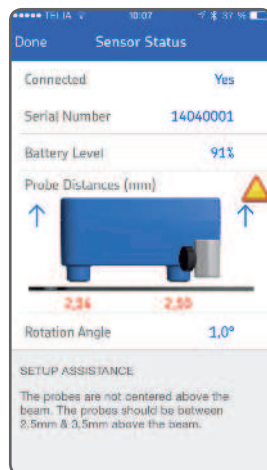 TELIA 10:07 37 %
Done Sensor Status
Connected Yes
Serial Number 14040001
Battery Level 91%
Probe Distances (mm)
2,34 2,50
Rotation Angle 1,0°
SETUP ASSISTANCE
The probes are not centered above the
beam. The probes should be between
2.5mm & 3.5mm above the beam.